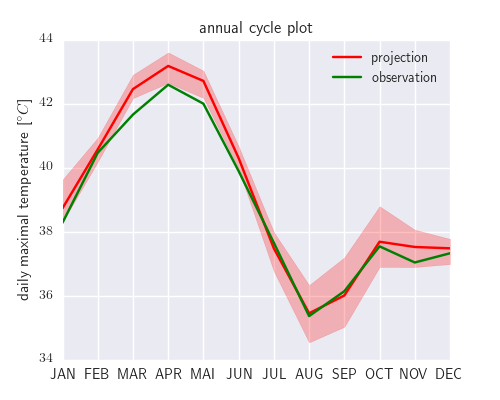 annual cycle plot
projection
observation
daily maximal temperature [°C]
44
42
40
38
36
34
JAN FEB MAR APR MAI JUN JUL AUG SEP OCT NOV DEC